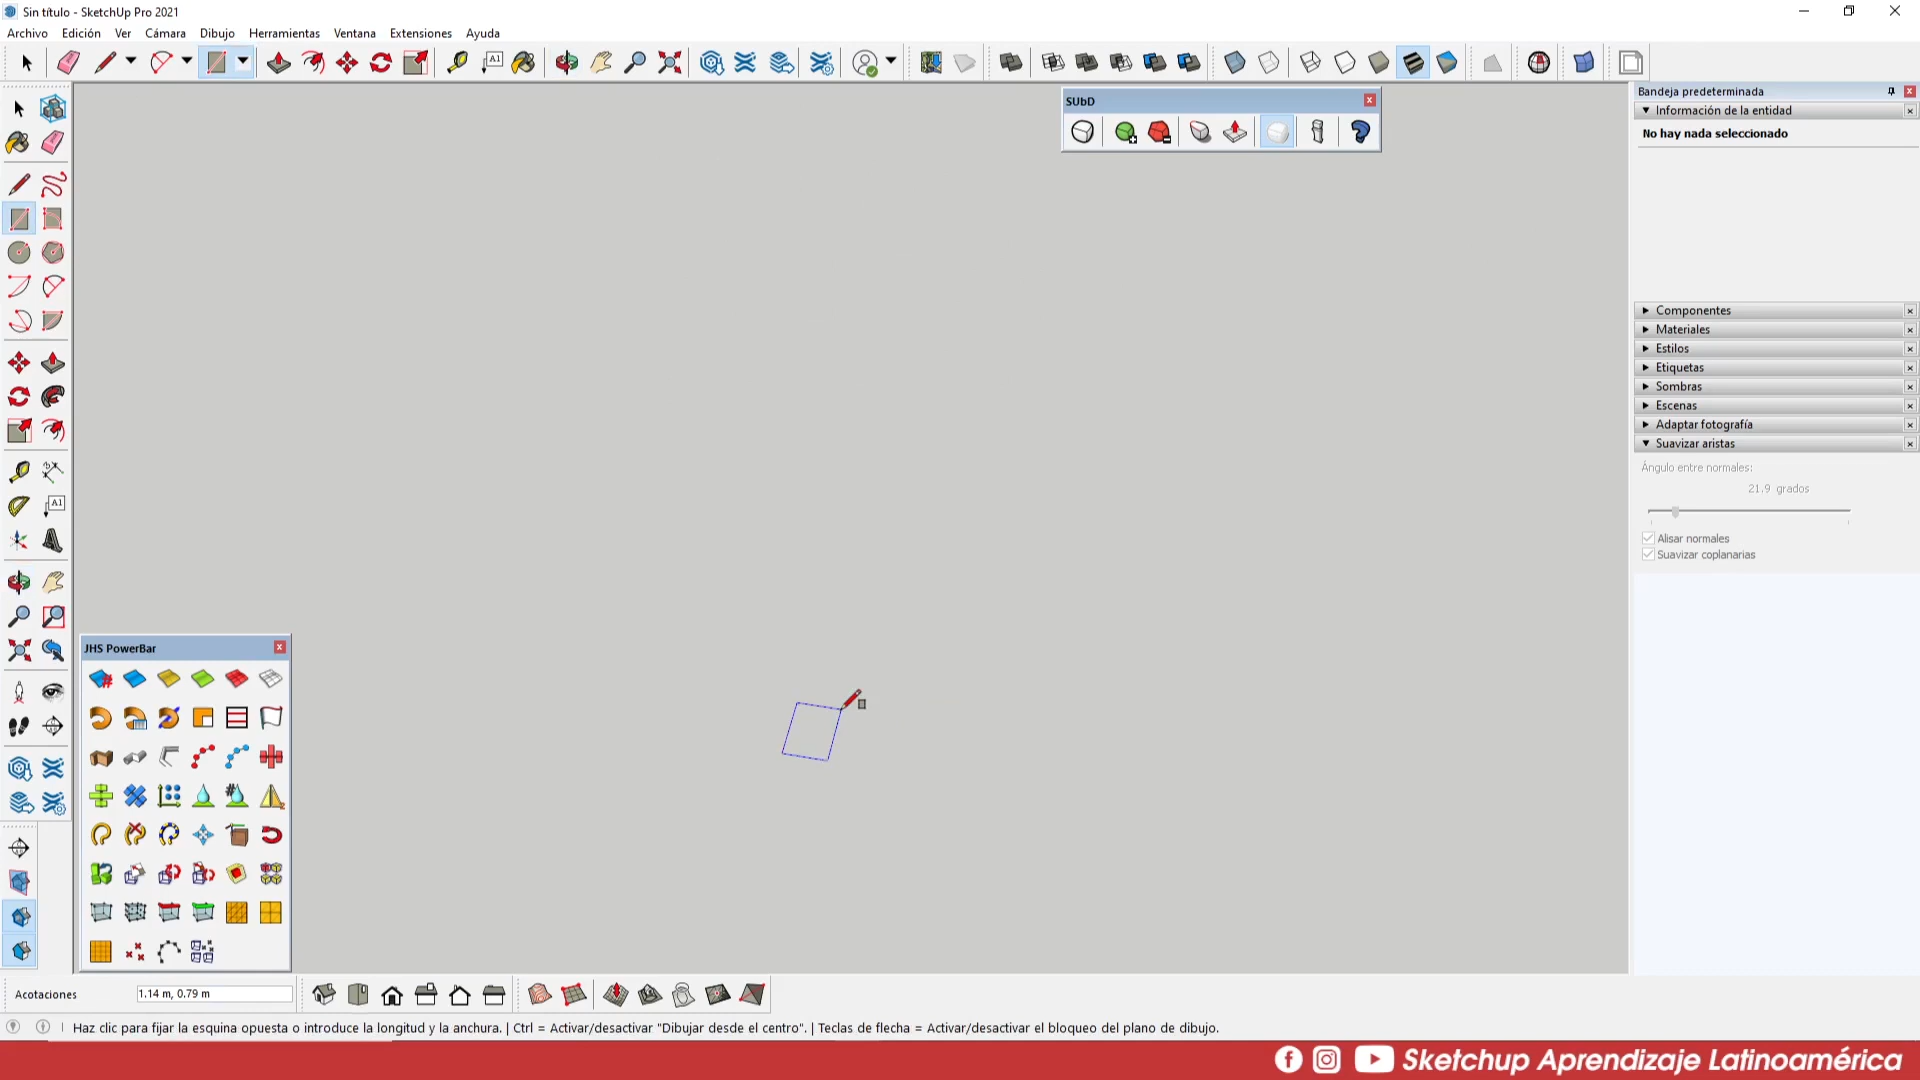 Sin título - SketchUp Pro 2021
Archivo Edición Ver Cámara Dibujo Herramientas Ventana Extensiones Ayuda
A1
SUbD
Bandeja predeterminada
Información de la entidad
No hay nada seleccionado
Componentes
Materiales
Estilos
Etiquetas
Sombras
Escenas
Adaptar fotografía
Suavizar aristas
Ángulo entre normales:
21.9 grados
Alisar normales
Suavizar coplanarias
A1
JHS PowerBar
Acotaciones 1.14 m, 0.79 m
Haz clic para fijar la esquina opuesta o introduce la longitud y la anchura. | Ctrl = Activar/desactivar "Dibujar desde el centro". | Teclas de flecha = Activar/desactivar el bloqueo del plano de dibujo.
Sketchup Aprendizaje Latinoamérica